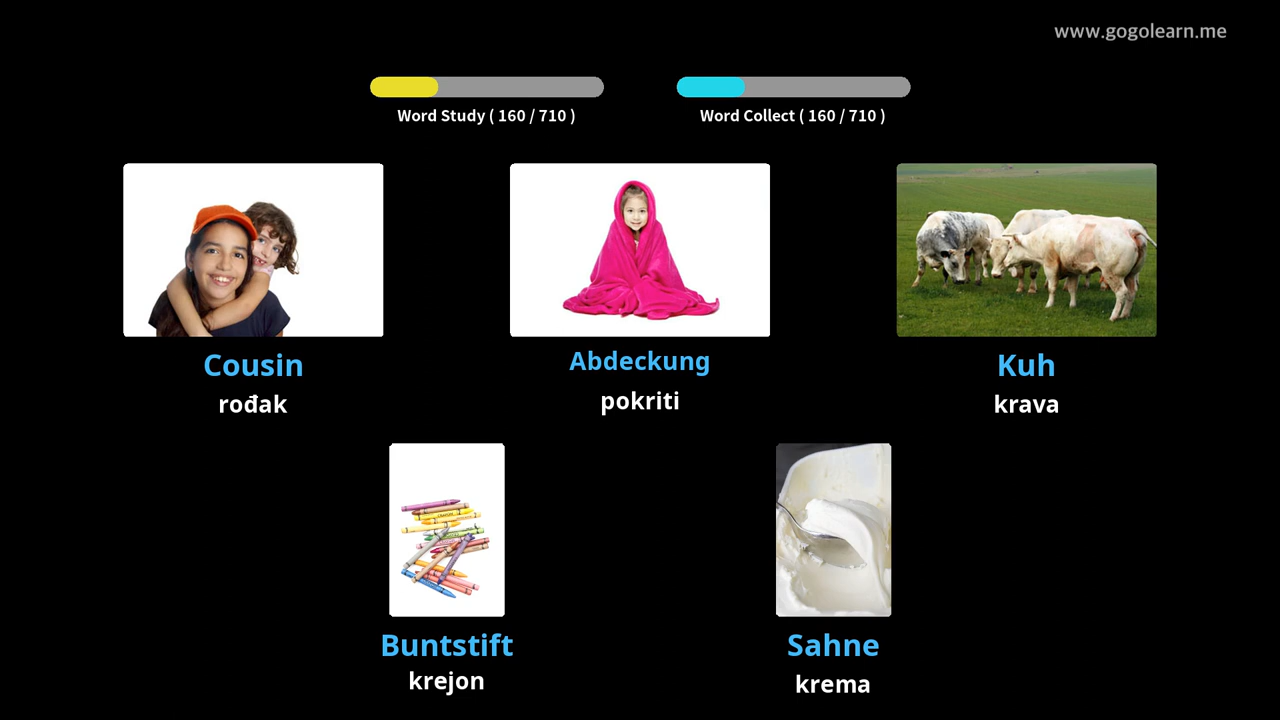 www.gogolearn.me
Word Study ( 160 / 710 )
Word Collect ( 160 / 710 )
Cousin
rođak
Abdeckung
pokriti
Kuh
krava
Buntstift
krejon
Sahne
krema